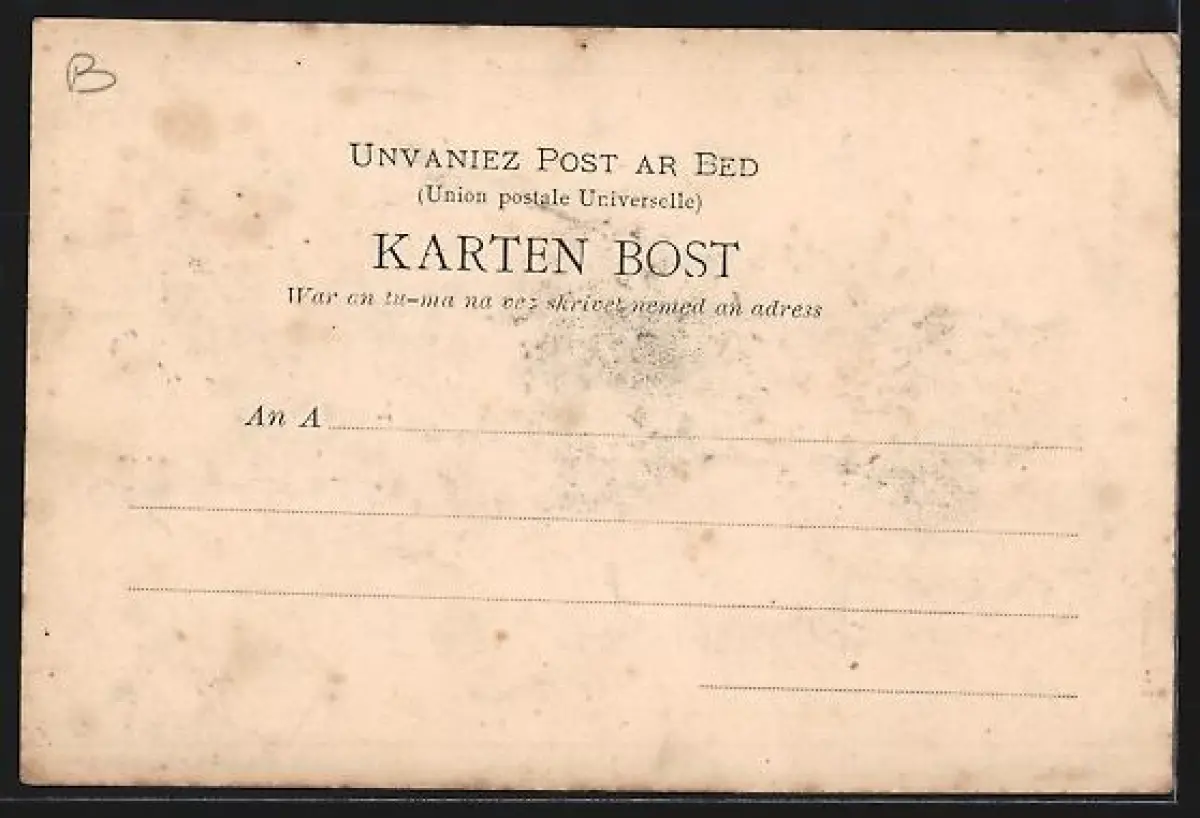 B
UNVANIEZ POST AR BED
(Union postale Universelle)
KARTEN BOST
War an tu-ma na vez skrivet nemed an adress
An A